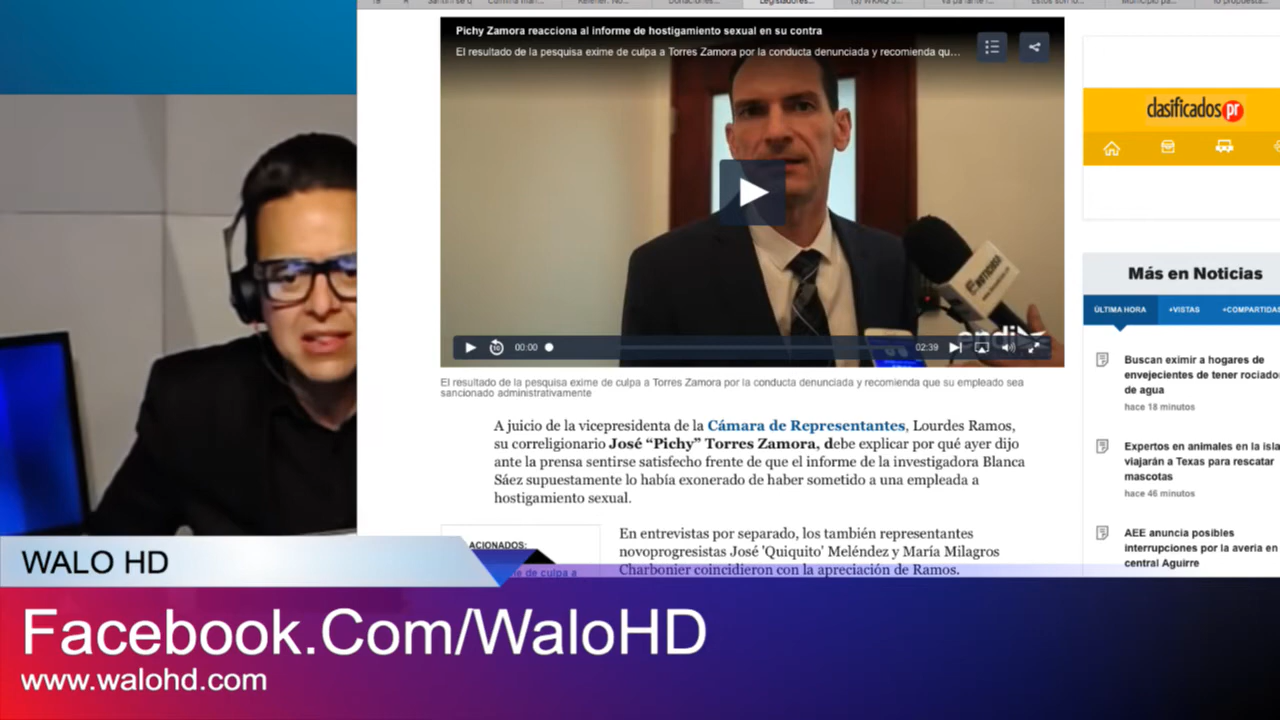 Legisladores...
Pichy Zamora reacciona al informe de hostigamiento sexual en su contra
El resultado de la pesquisa exime de culpa a Torres Zamora por la conducta denunciada y recomienda qu...
00:00
02:39
El resultado de la pesquisa exime de culpa a Torres Zamora por la conducta denunciada y recomienda que su empleado sea
sancionado administrativamente
A juicio de la vicepresidenta de la Cámara de Representantes, Lourdes Ramos,
su correligionario José “Pichy” Torres Zamora, debe explicar por qué ayer dijo
ante la prensa sentirse satisfecho frente de que el informe de la investigadora Blanca
Sáez supuestamente lo había exonerado de haber sometido a una empleada a
hostigamiento sexual.
ACIONADOS:
de culpa a
En entrevistas por separado, los también representantes
novoprogresistas José 'Quiquito' Meléndez y María Milagros
Charbonier coincidieron con la apreciación de Ramos.
clasificados pr
Más en Noticias
ÚLTIMA HORA
+VISTAS
+COMPARTIDAS
Buscan eximir a hogares de
envejecientes de tener rociador
de agua
hace 18 minutos
Expertos en animales en la isla
viajarán a Texas para rescatar
mascotas
hace 46 minutos
AEE anuncia posibles
interrupciones por la avería en
central Aguirre
WALO HD
Facebook.Com/WaloHD
www.walohd.com